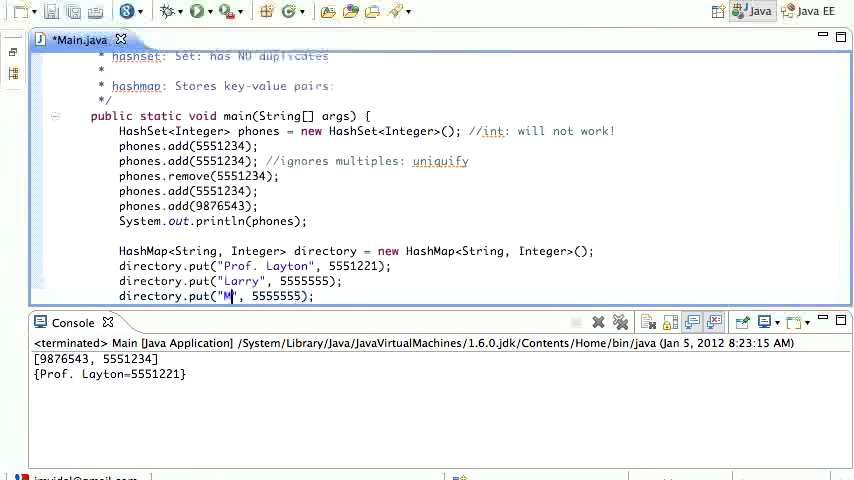 Java
Java EE
*Main.java
* hashset: Set: has NO duplicates
*
* hashmap: Stores key-value pairs:
*/
public static void main(String[] args) {
HashSet<Integer> phones = new HashSet<Integer>(); //int: will not work!
phones.add(5551234);
phones.add(5551234); //ignores multiples: uniquify
phones.remove(5551234);
phones.add(5551234);
phones.add(9876543);
System.out.println(phones);
HashMap<String, Integer> directory = new HashMap<String, Integer>();
directory.put("Prof. Layton", 5551221);
directory.put("Larry", 5555555);
directory.put("M", 5555555);
Console
<terminated> Main [Java Application] /System/Library/Java/JavaVirtualMachines/1.6.0.jdk/Contents/Home/bin/java (Jan 5, 2012 8:23:15 AM)
[9876543, 5551234]
{Prof. Layton=5551221}